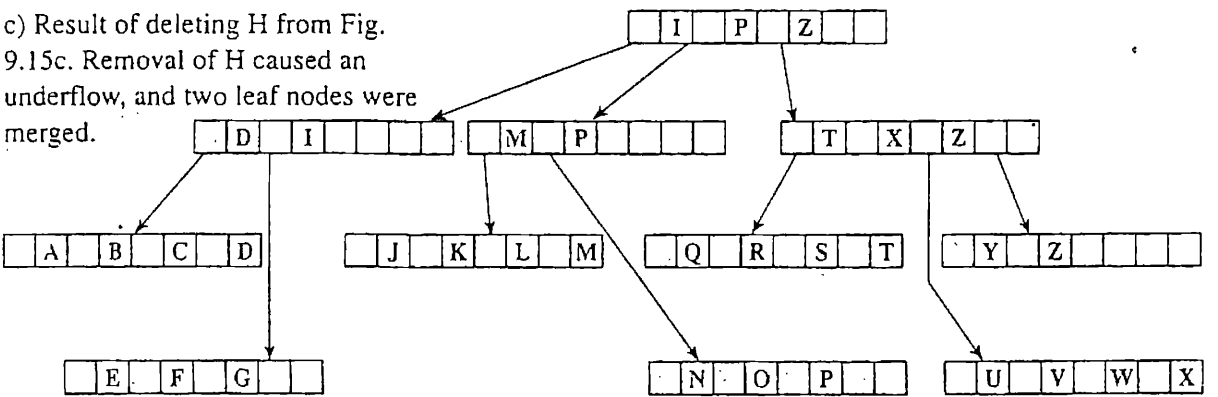 c) Result of deleting H from Fig.
9.15c. Removal of H caused an
underflow, and two leaf nodes were
merged.
I P Z
D I
M P
T X Z
A B C D
J K L M
Q R S T
Y Z
E F G
N O P
U V W X